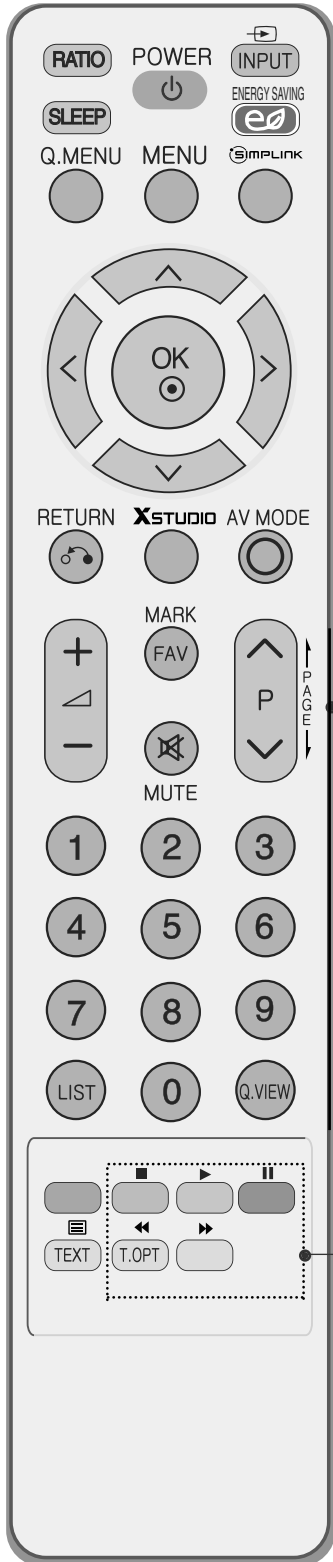 RATIO POWER INPUT
SLEEP ENERGY SAVING
Q.MENU MENU SIMPLINK
OK
RETURN XSTUDIO AV MODE
MARK
FAV
P PAGE
MUTE
1 2 3
4 5 6
7 8 9
LIST 0 Q.VIEW
TEXT T.OPT